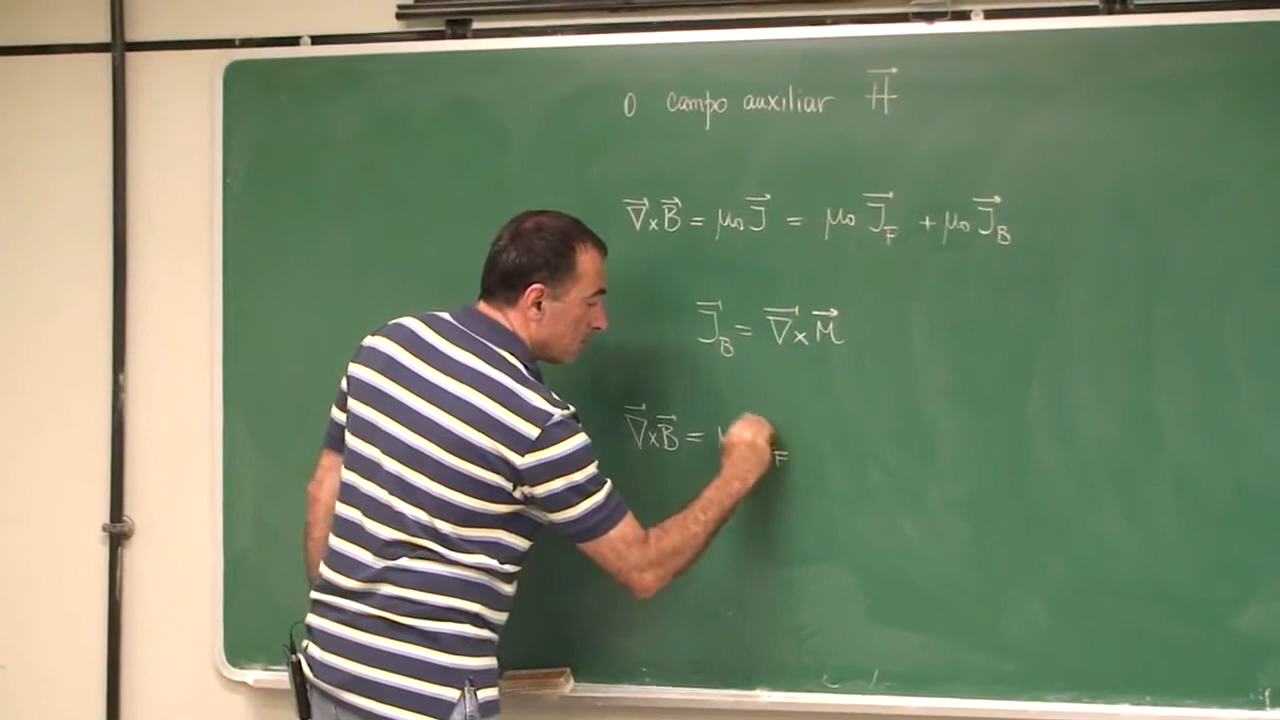 O campo auxiliar H⃗
∇⃗×B⃗ = μ₀J⃗ = μ₀J⃗_F + μ₀J⃗_B
J⃗_B = ∇⃗×M⃗
∇⃗×B⃗ = μ F